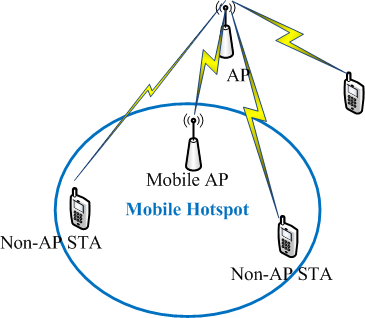 AP
Mobile AP
Mobile Hotspot
Non-AP STA
Non-AP STA